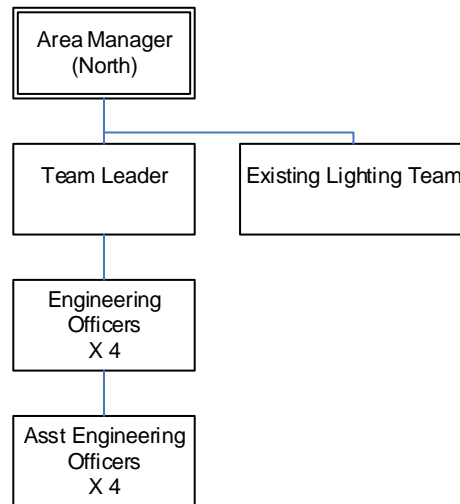 Area Manager
(North)
Team Leader
Existing Lighting Team
Engineering
Officers
X 4
Asst Engineering
Officers
X 4